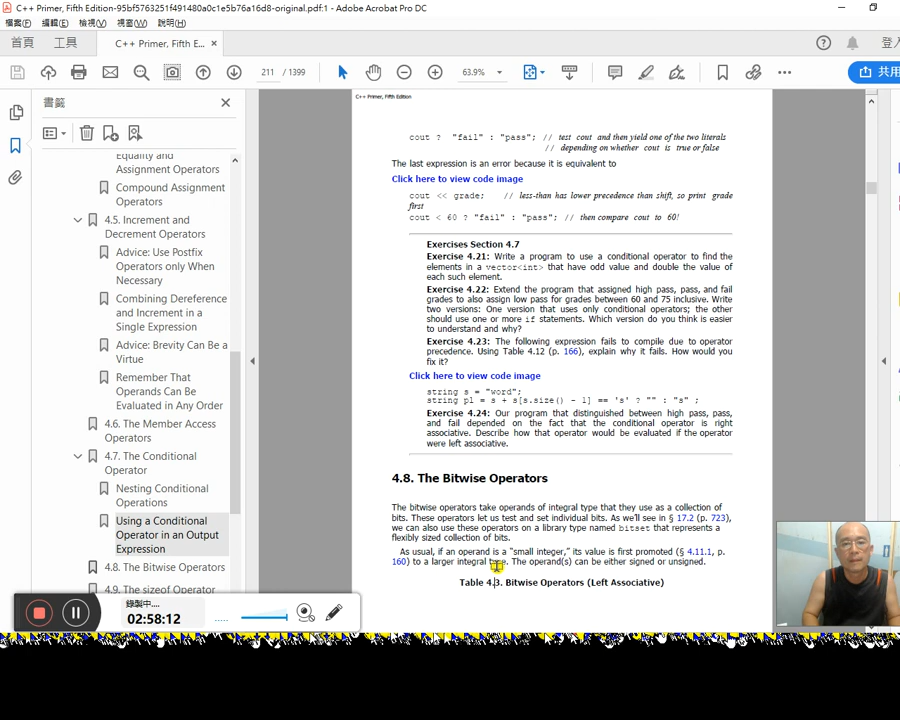 C++ Primer, Fifth Edition-95bf5763251f491480a0c1e5b76a16d8-original.pdf:1 - Adobe Acrobat Pro DC
檔案(F) 編輯(E) 檢視(V) 視窗(W) 說明(H)
首頁 工具 C++ Primer, Fifth E... × 登入
211 / 1399 63.9% 共用
書籤
Equality and
Assignment Operators
Compound Assignment
Operators
4.5. Increment and
Decrement Operators
Advice: Use Postfix
Operators only When
Necessary
Combining Dereference
and Increment in a
Single Expression
Advice: Brevity Can Be a
Virtue
Remember That
Operands Can Be
Evaluated in Any Order
4.6. The Member Access
Operators
4.7. The Conditional
Operator
Nesting Conditional
Operations
Using a Conditional
Operator in an Output
Expression
4.8. The Bitwise Operators
4.9. The sizeof Operator
C++ Primer, Fifth Edition
cout ? "fail" : "pass"; // test cout and then yield one of the two literals
// depending on whether cout is true or false
The last expression is an error because it is equivalent to
Click here to view code image
cout << grade; // less-than has lower precedence than shift, so print grade
first
cout < 60 ? "fail" : "pass"; // then compare cout to 60!
Exercises Section 4.7
Exercise 4.21: Write a program to use a conditional operator to find the
elements in a vector<int> that have odd value and double the value of
each such element.
Exercise 4.22: Extend the program that assigned high pass, pass, and fail
grades to also assign low pass for grades between 60 and 75 inclusive. Write
two versions: One version that uses only conditional operators; the other
should use one or more if statements. Which version do you think is easier
to understand and why?
Exercise 4.23: The following expression fails to compile due to operator
precedence. Using Table 4.12 (p. 166), explain why it fails. How would you
fix it?
Click here to view code image
string s = "word";
string pl = s + s[s.size() - 1] == 's' ? "" : "s" ;
Exercise 4.24: Our program that distinguished between high pass, pass,
and fail depended on the fact that the conditional operator is right
associative. Describe how that operator would be evaluated if the operator
were left associative.
4.8. The Bitwise Operators
The bitwise operators take operands of integral type that they use as a collection of
bits. These operators let us test and set individual bits. As we'll see in § 17.2 (p. 723),
we can also use these operators on a library type named bitset that represents a
flexibly sized collection of bits.
As usual, if an operand is a "small integer," its value is first promoted (§ 4.11.1, p.
160) to a larger integral type. The operand(s) can be either signed or unsigned.
Table 4.3. Bitwise Operators (Left Associative)
錄製中....
02:58:12